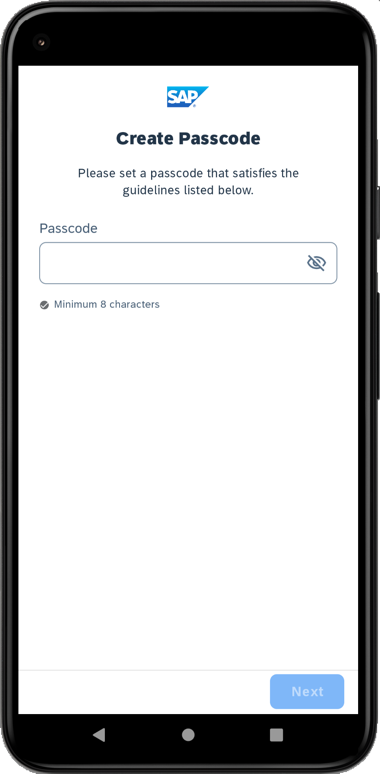 SAP
Create Passcode
Please set a passcode that satisfies the
guidelines listed below.
Passcode
Minimum 8 characters
Next